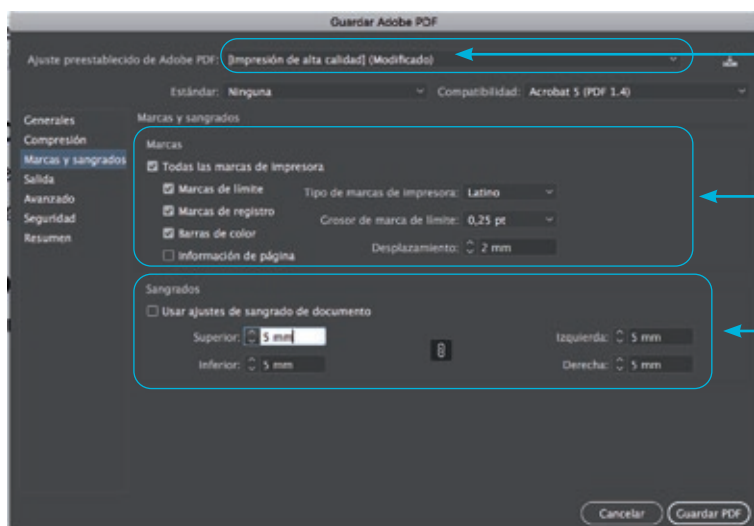 Guardar Adobe PDF
Ajuste preestablecido de Adobe PDF: [Impresión de alta calidad] (Modificado)
Estándar: Ninguna Compatibilidad: Acrobat 5 (PDF 1.4)
Generales
Compresión
Marcas y sangrados
Salida
Avanzado
Seguridad
Resumen
Marcas y sangrados
Marcas
Todas las marcas de impresora
Marcas de límite Tipo de marcas de impresora: Latino
Marcas de registro Grosor de marca de límite: 0,25 pt
Barras de color Desplazamiento: 2 mm
Información de página
Sangrados
Usar ajustes de sangrado de documento
Superior: 5 mm Izquierda: 5 mm
Inferior: 5 mm Derecha: 5 mm
Cancelar Guardar PDF